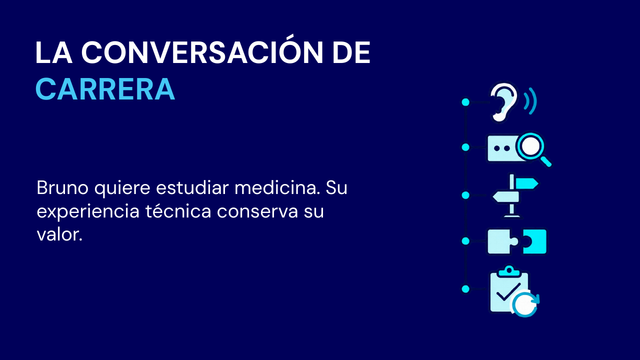 LA CONVERSACIÓN DE
CARRERA
Bruno quiere estudiar medicina. Su
experiencia técnica conserva su
valor.